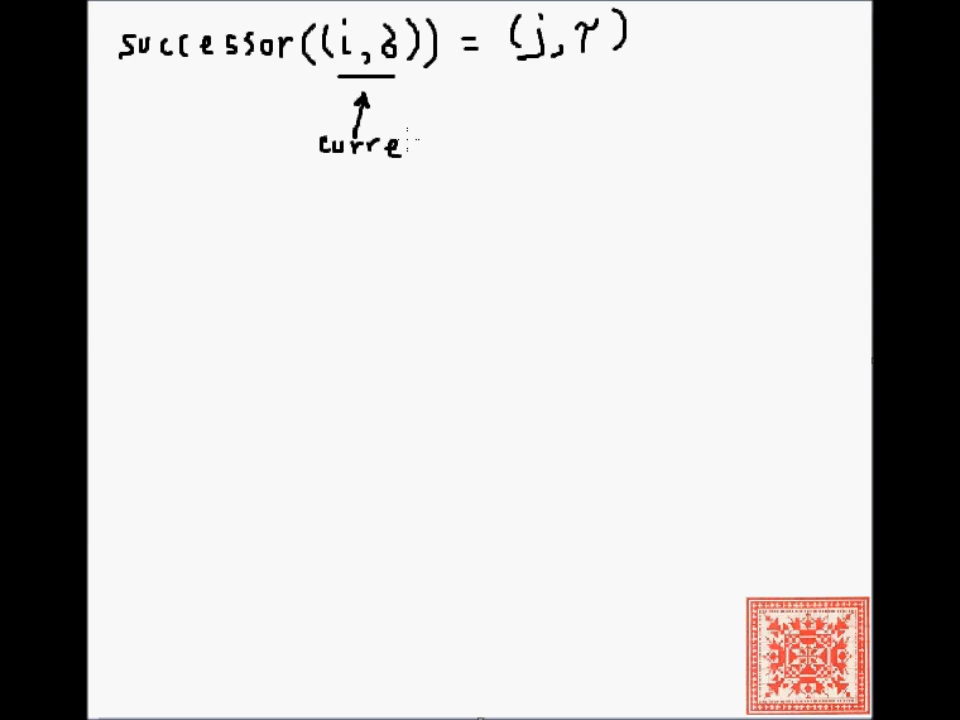 successor((i,δ)) = (j,τ)
curre